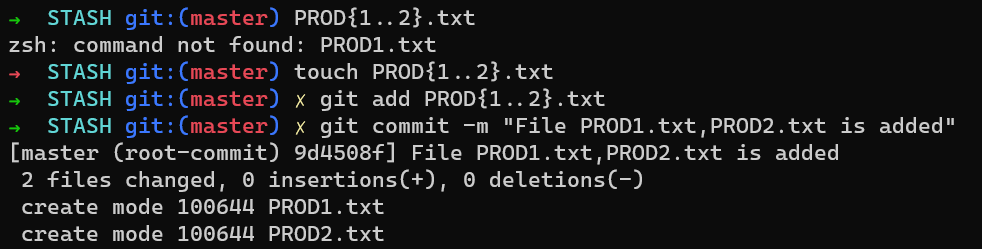 → STASH git:(master) PROD{1..2}.txt
zsh: command not found: PROD1.txt
→ STASH git:(master) touch PROD{1..2}.txt
→ STASH git:(master) ✗ git add PROD{1..2}.txt
→ STASH git:(master) ✗ git commit -m "File PROD1.txt,PROD2.txt is added"
[master (root-commit) 9d4508f] File PROD1.txt,PROD2.txt is added
 2 files changed, 0 insertions(+), 0 deletions(-)
 create mode 100644 PROD1.txt
 create mode 100644 PROD2.txt